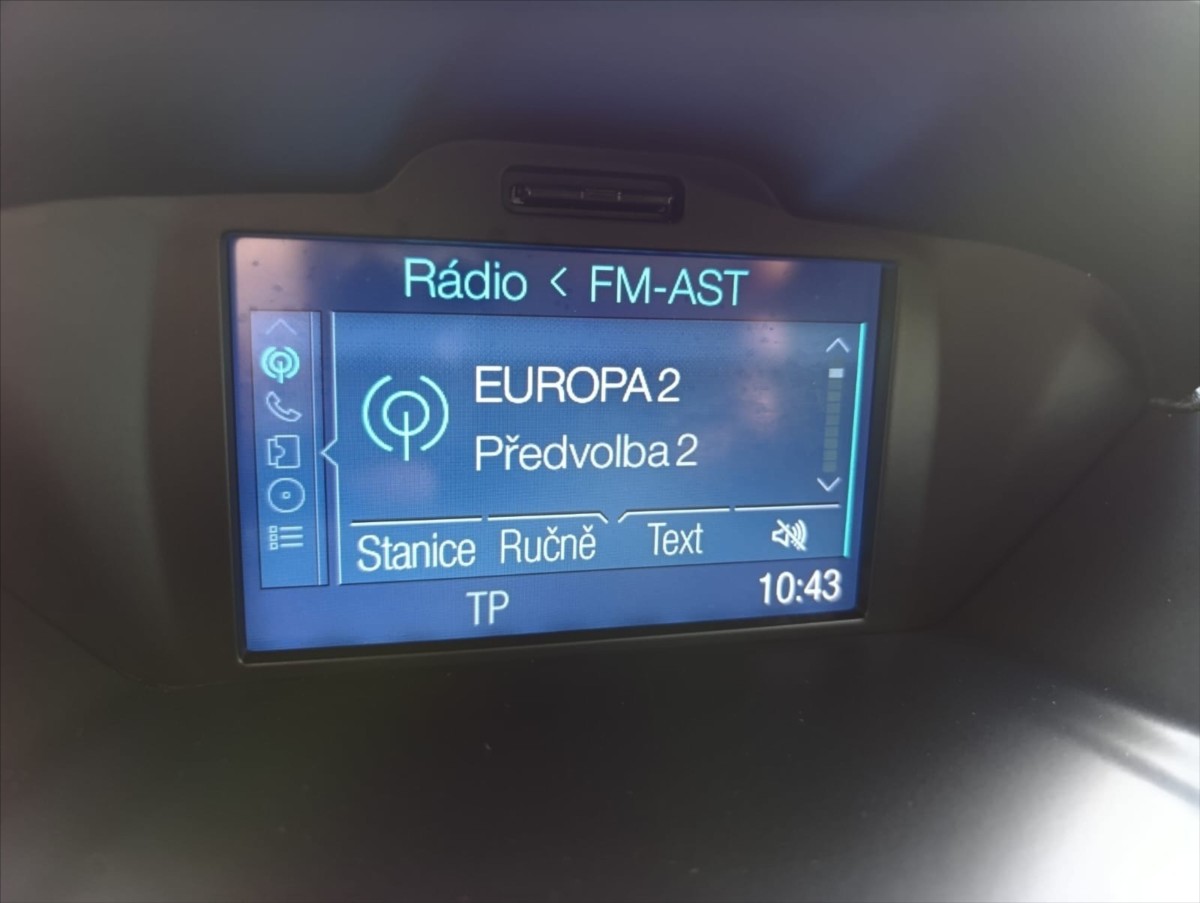 Rádio < FM-AST
EUROPA 2
Předvolba 2
Stanice Ručně Text
TP 10:43